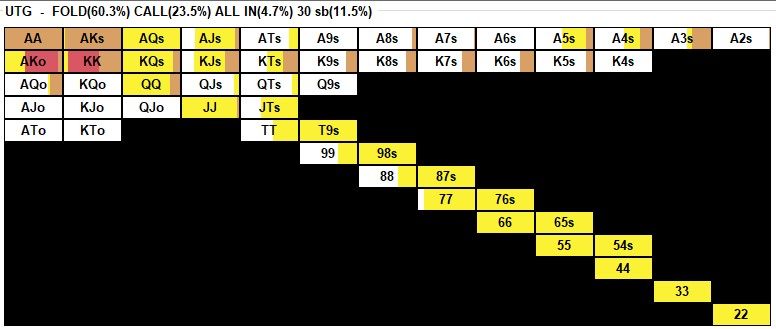 UTG - FOLD(60.3%) CALL(23.5%) ALL IN(4.7%) 30 sb(11.5%)
AA AKs AQs AJs ATs A9s A8s A7s A6s A5s A4s A3s A2s
AKo KK KQs KJs KTs K9s K8s K7s K6s K5s K4s
AQo KQo QQ QJs QTs Q9s
AJo KJo QJo JJ JTs
ATo KTo TT T9s
99 98s
88 87s
77 76s
66 65s
55 54s
44
33
22